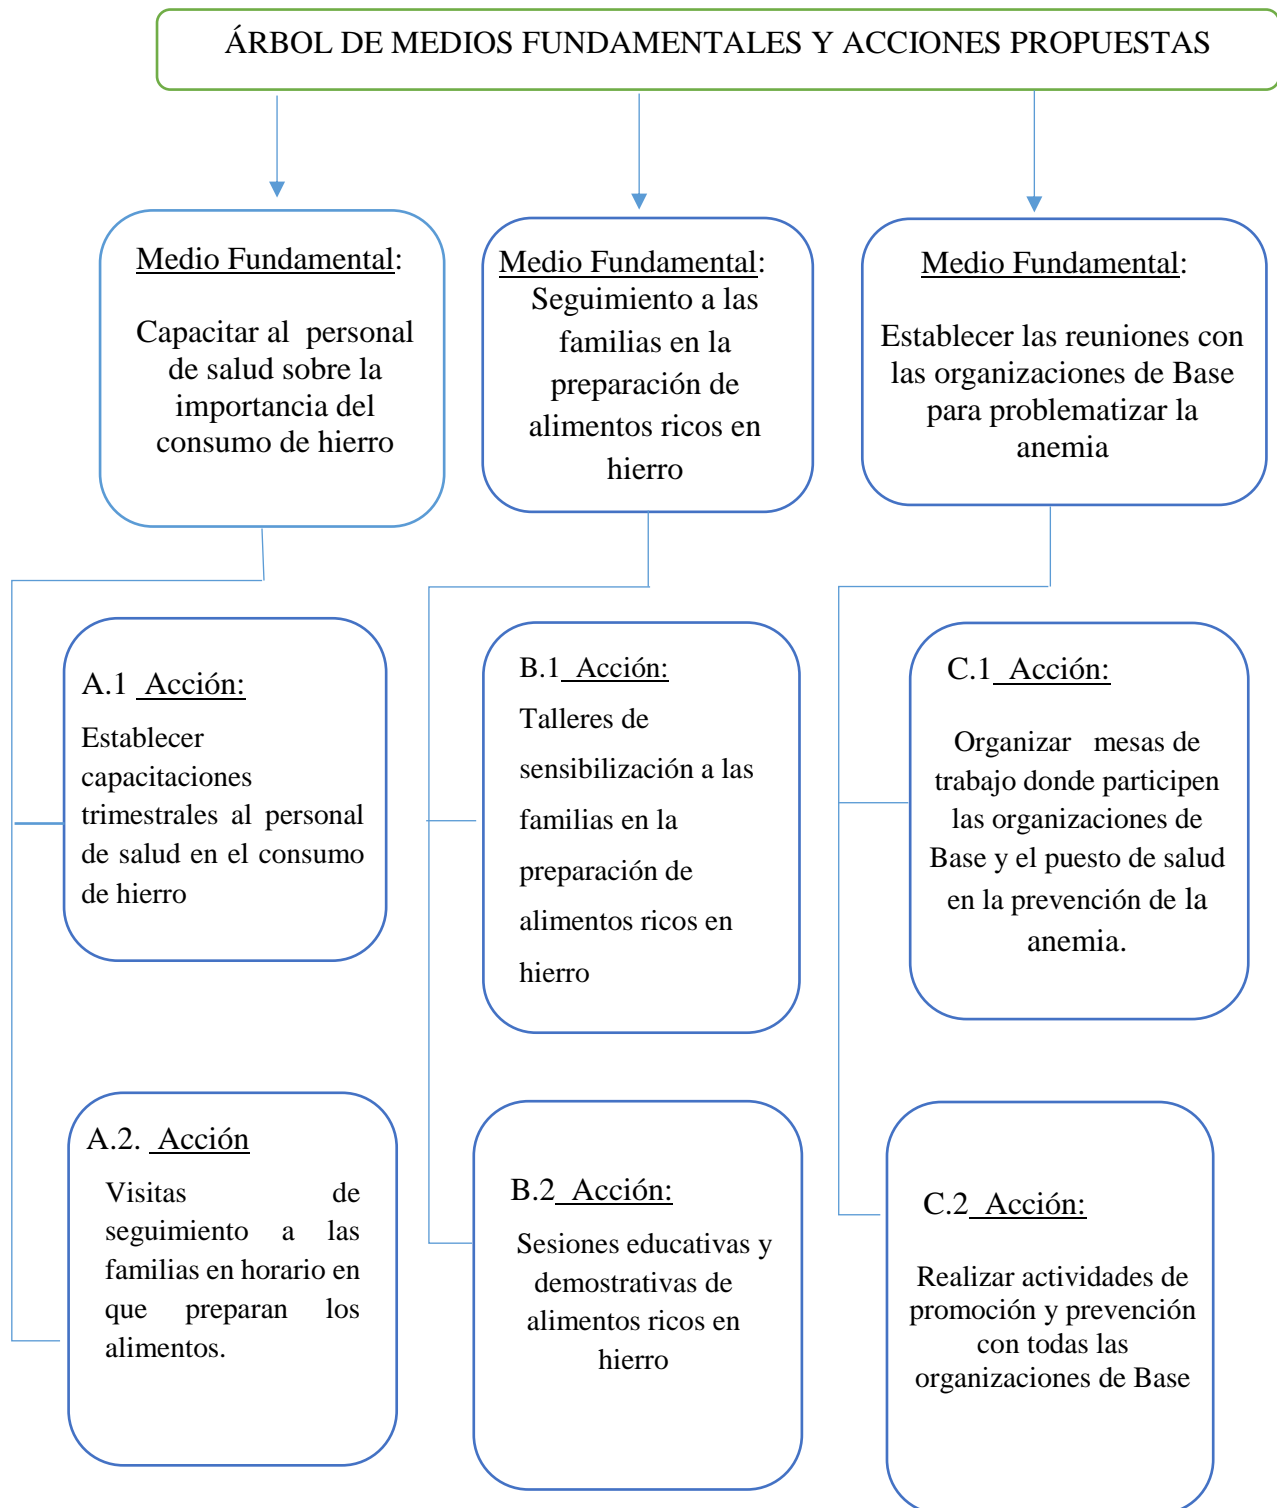 ÁRBOL DE MEDIOS FUNDAMENTALES Y ACCIONES PROPUESTAS
Medio Fundamental:
Capacitar al personal
de salud sobre la
importancia del
consumo de hierro
Medio Fundamental:
Seguimiento a las
familias en la
preparación de
alimentos ricos en
hierro
Medio Fundamental:
Establecer las reuniones con
las organizaciones de Base
para problematizar la
anemia
A.1 Acción:
Establecer
capacitaciones
trimestrales al personal
de salud en el consumo
de hierro
B.1 Acción:
Talleres de
sensibilización a las
familias en la
preparación de
alimentos ricos en
hierro
C.1 Acción:
Organizar mesas de
trabajo donde participen
las organizaciones de
Base y el puesto de salud
en la prevención de la
anemia.
A.2. Acción
Visitas de
seguimiento a las
familias en horario en
que preparan los
alimentos.
B.2 Acción:
Sesiones educativas y
demostrativas de
alimentos ricos en
hierro
C.2 Acción:
Realizar actividades de
promoción y prevención
con todas las
organizaciones de Base